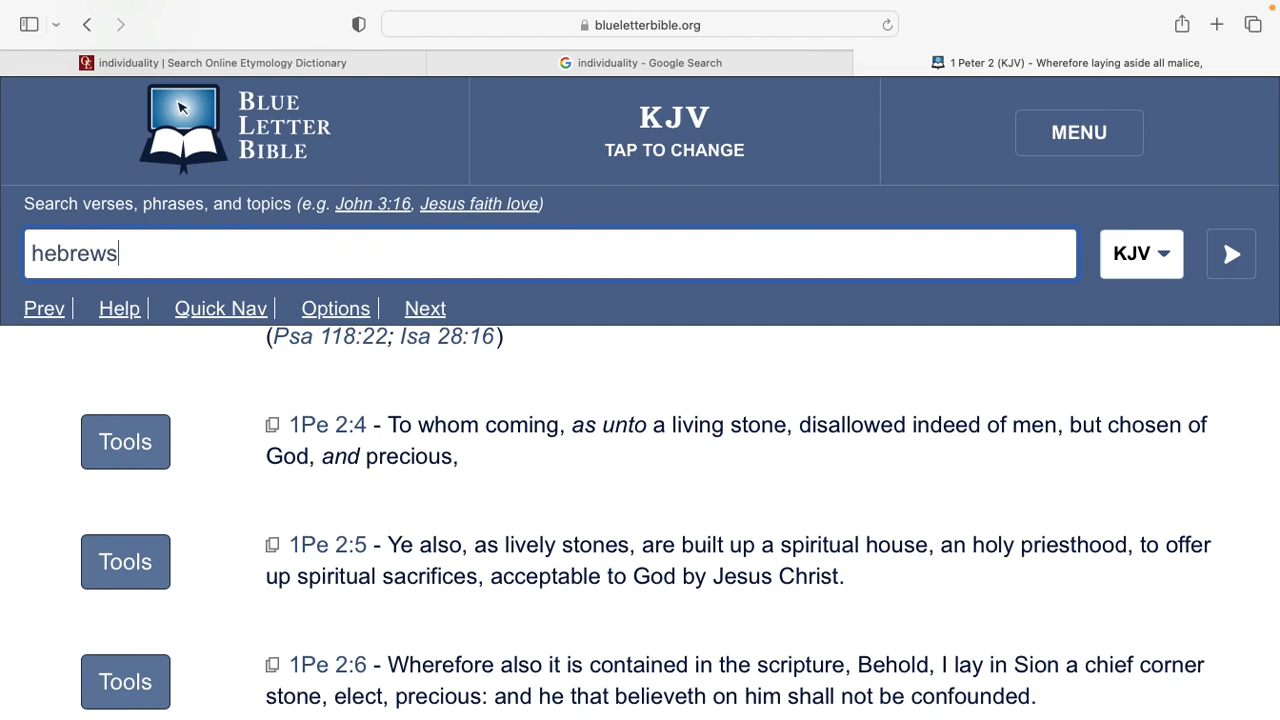 blueletterbible.org
individuality | Search Online Etymology Dictionary
individuality - Google Search
1 Peter 2 (KJV) - Wherefore laying aside all malice,
BLUE
LETTER
BIBLE
KJV
TAP TO CHANGE
MENU
Search verses, phrases, and topics (e.g. John 3:16, Jesus faith love)
hebrews
KJV
Prev Help Quick Nav Options Next
(Psa 118:22; Isa 28:16)
Tools
1Pe 2:4 - To whom coming, as unto a living stone, disallowed indeed of men, but chosen of
God, and precious,
Tools
1Pe 2:5 - Ye also, as lively stones, are built up a spiritual house, an holy priesthood, to offer
up spiritual sacrifices, acceptable to God by Jesus Christ.
Tools
1Pe 2:6 - Wherefore also it is contained in the scripture, Behold, I lay in Sion a chief corner
stone, elect, precious: and he that believeth on him shall not be confounded.